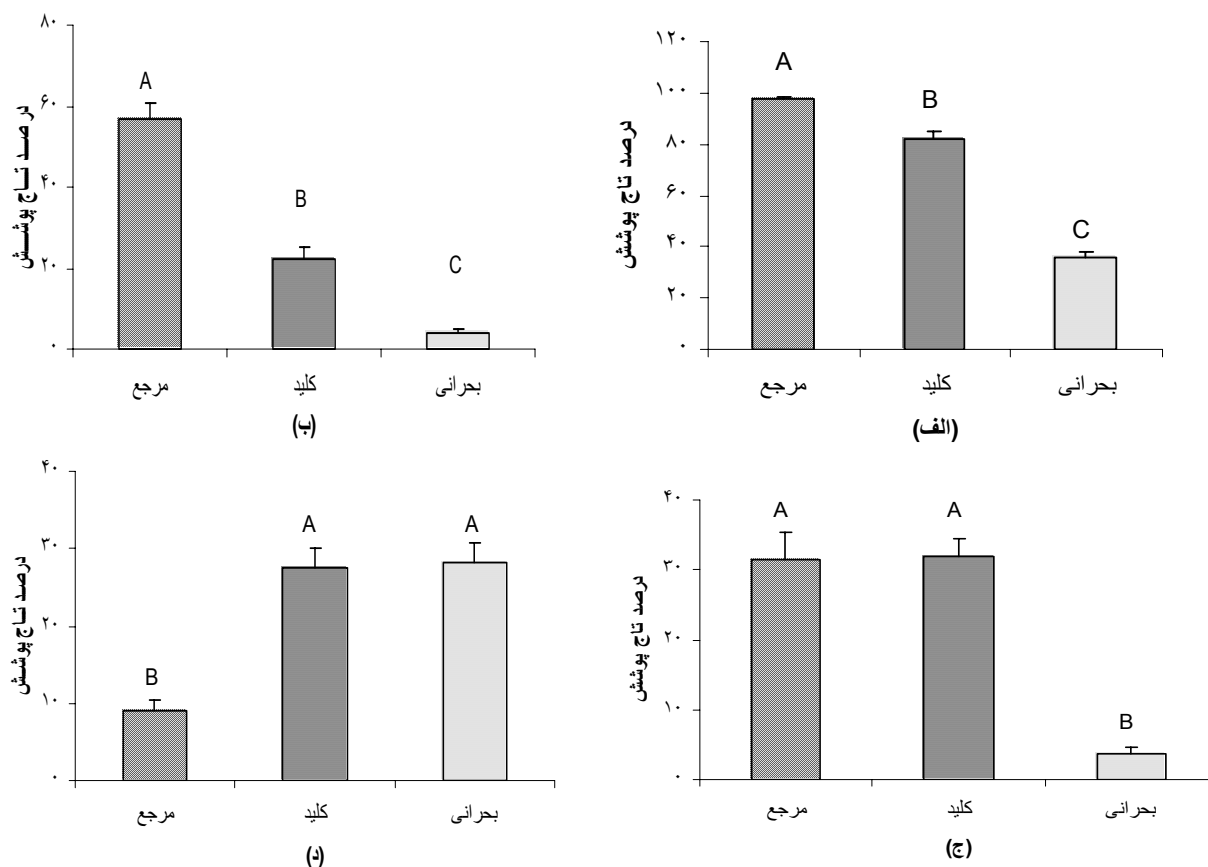 ۱۲۰
۱۰۰
۸۰
۶۰
۴۰
۲۰
۰
درصد تاج پوشش
A
B
C
مرجع
کلید
بحرانی
(الف)
۸۰
۶۰
۴۰
۲۰
۰
درصد تاج پوشش
A
B
C
مرجع
کلید
بحرانی
(ب)
۴۰
۳۰
۲۰
۱۰
۰
درصد تاج پوشش
A
A
B
مرجع
کلید
بحرانی
(ج)
۴۰
۳۰
۲۰
۱۰
۰
درصد تاج پوشش
B
A
A
مرجع
کلید
بحرانی
(د)